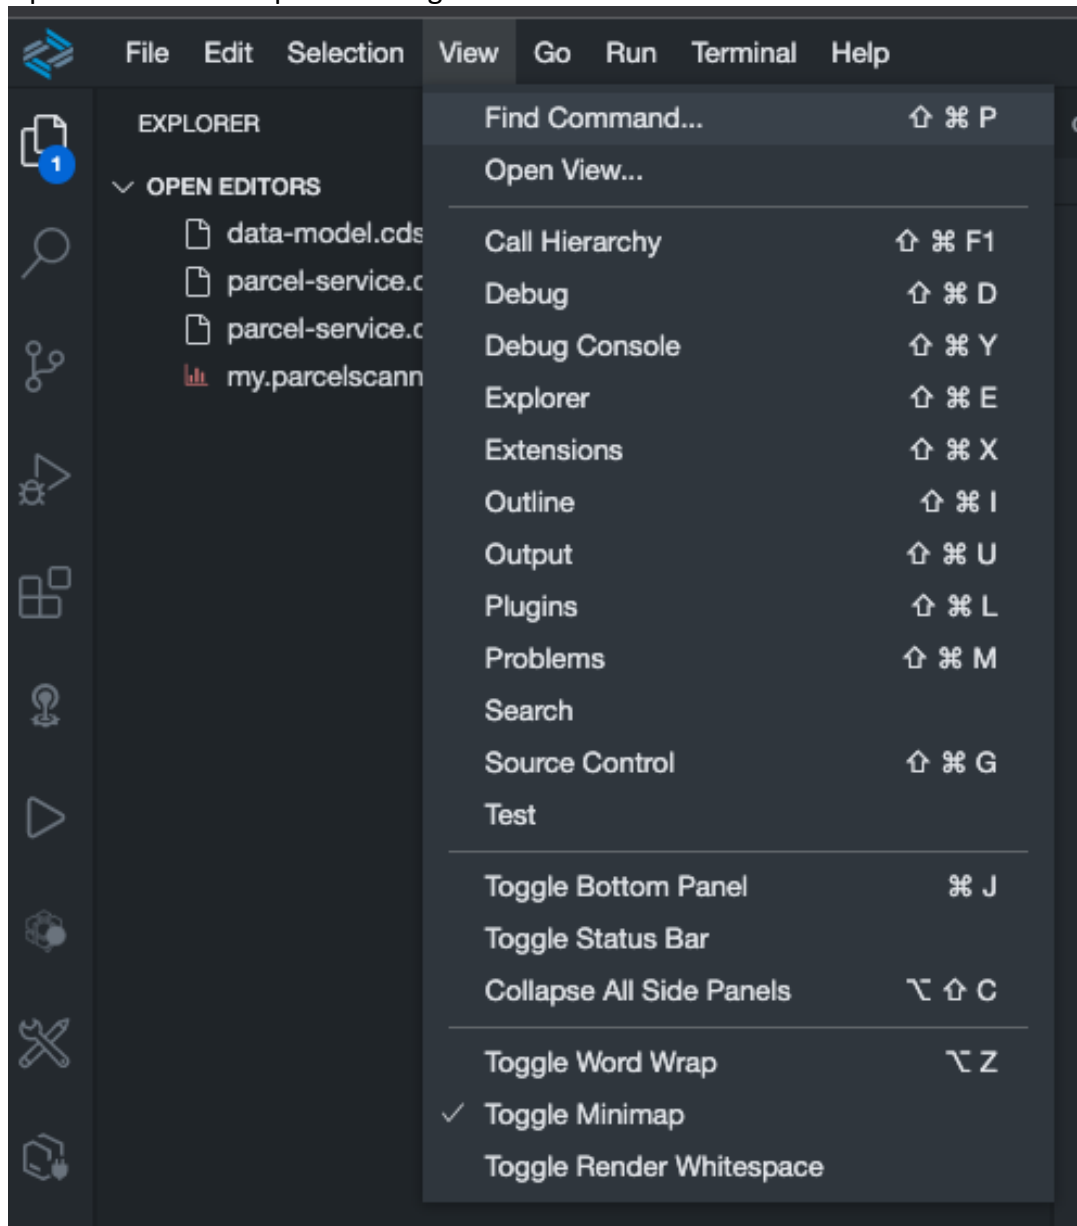 File Edit Selection View Go Run Terminal Help
EXPLORER
1
OPEN EDITORS
data-model.cds
parcel-service.c
parcel-service.c
my.parcelscann
Find Command... ⇧ ⌘ P
Open View...
Call Hierarchy ⇧ ⌘ F1
Debug ⇧ ⌘ D
Debug Console ⇧ ⌘ Y
Explorer ⇧ ⌘ E
Extensions ⇧ ⌘ X
Outline ⇧ ⌘ I
Output ⇧ ⌘ U
Plugins ⇧ ⌘ L
Problems ⇧ ⌘ M
Search
Source Control ⇧ ⌘ G
Test
Toggle Bottom Panel ⌘ J
Toggle Status Bar
Collapse All Side Panels ⌥ ⇧ C
Toggle Word Wrap ⌥ Z
✓ Toggle Minimap
Toggle Render Whitespace